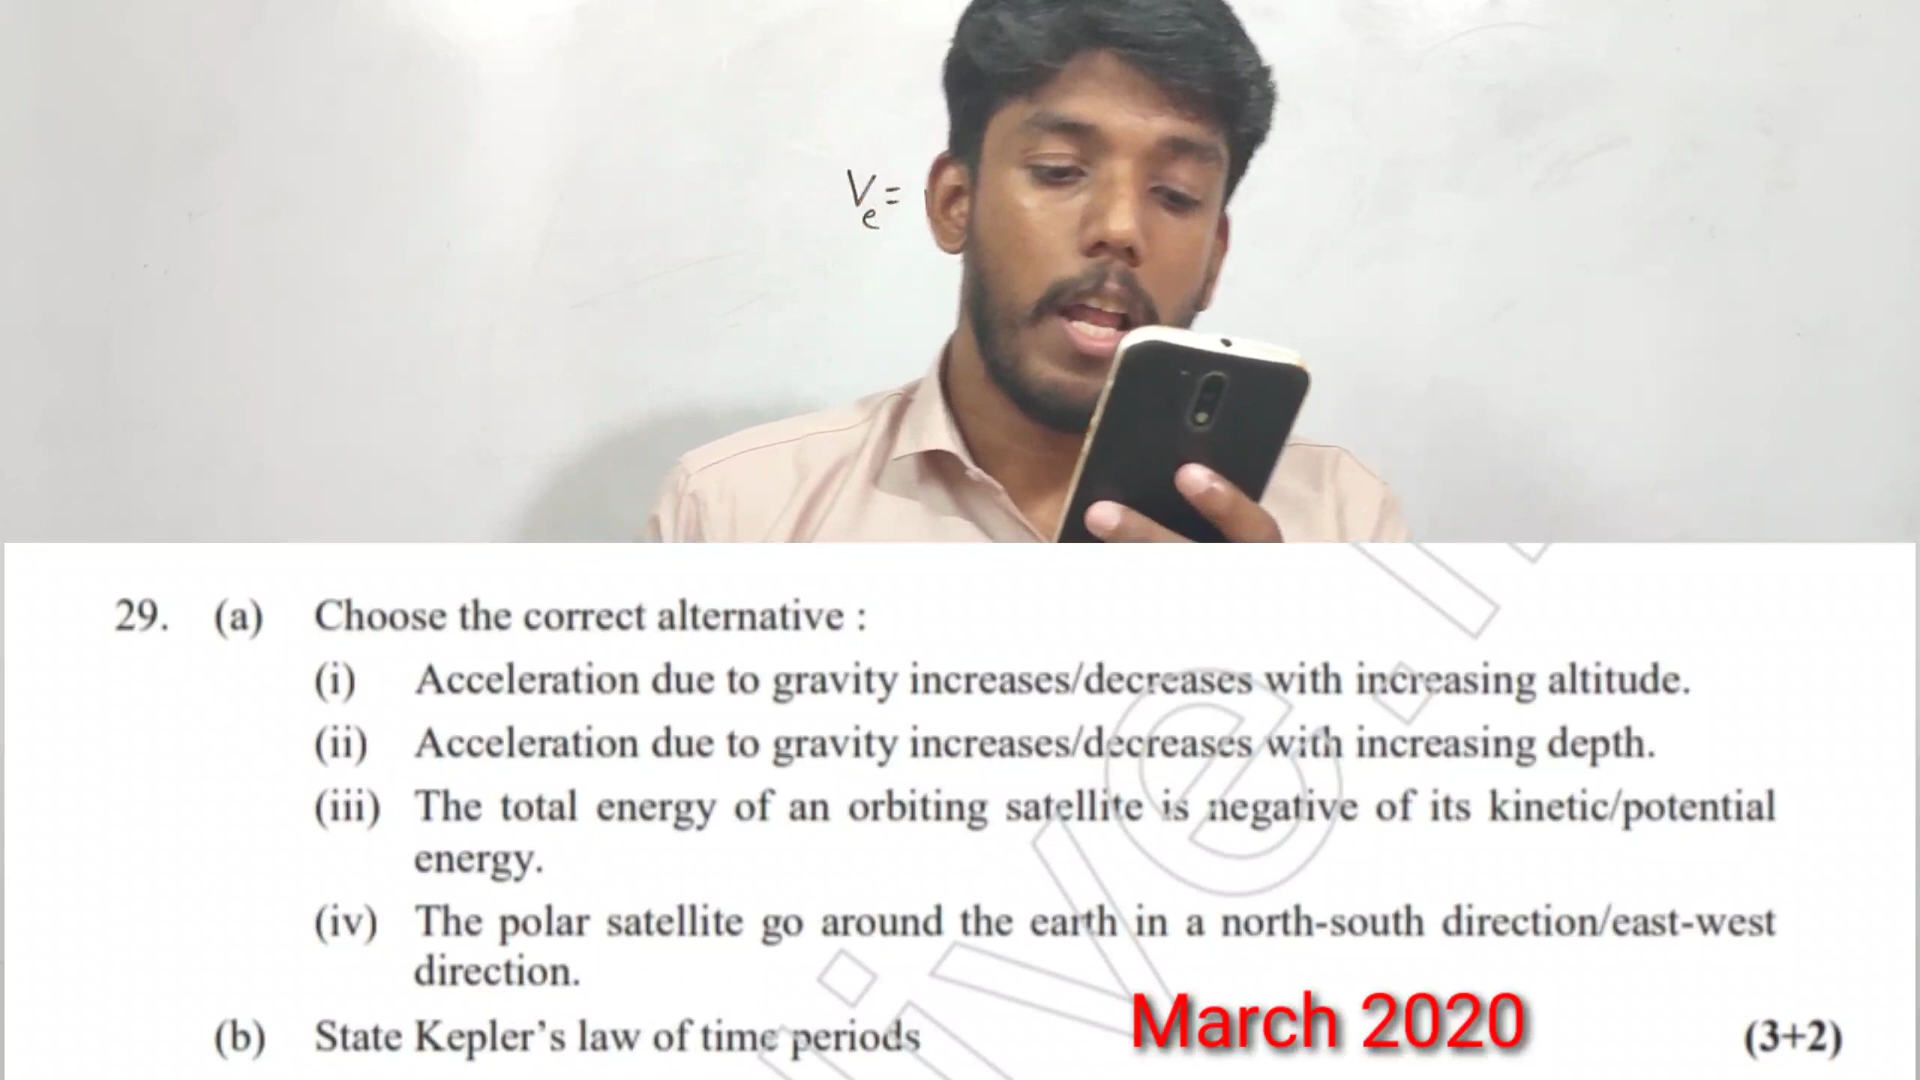 Ve =
29. (a) Choose the correct alternative :
(i) Acceleration due to gravity increases/decreases with increasing altitude.
(ii) Acceleration due to gravity increases/decreases with increasing depth.
(iii) The total energy of an orbiting satellite is negative of its kinetic/potential
energy.
(iv) The polar satellite go around the earth in a north-south direction/east-west
direction.
(b) State Kepler's law of time periods (3+2)
March 2020